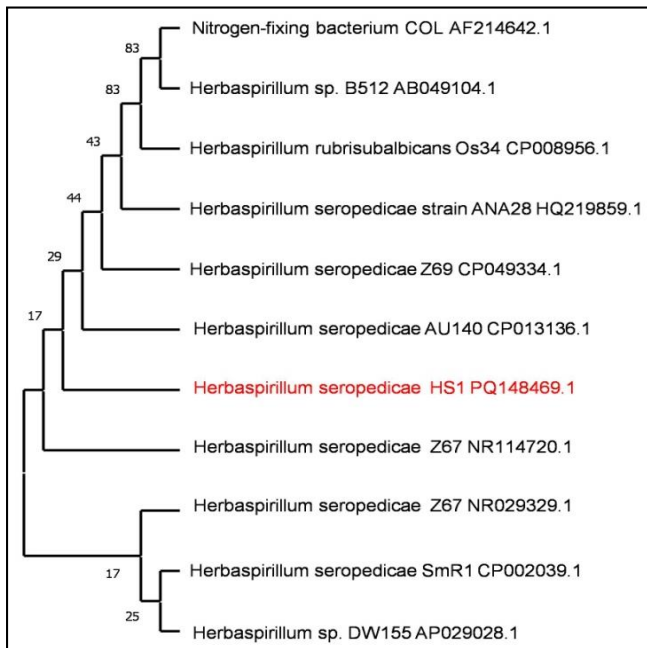 83
Nitrogen-fixing bacterium COL AF214642.1
83
Herbaspirillum sp. B512 AB049104.1
43
Herbaspirillum rubrisubalbicans Os34 CP008956.1
44
Herbaspirillum seropedicae strain ANA28 HQ219859.1
29
Herbaspirillum seropedicae Z69 CP049334.1
17
Herbaspirillum seropedicae AU140 CP013136.1
Herbaspirillum seropedicae HS1 PQ148469.1
Herbaspirillum seropedicae Z67 NR114720.1
Herbaspirillum seropedicae Z67 NR029329.1
17
Herbaspirillum seropedicae SmR1 CP002039.1
25
Herbaspirillum sp. DW155 AP029028.1